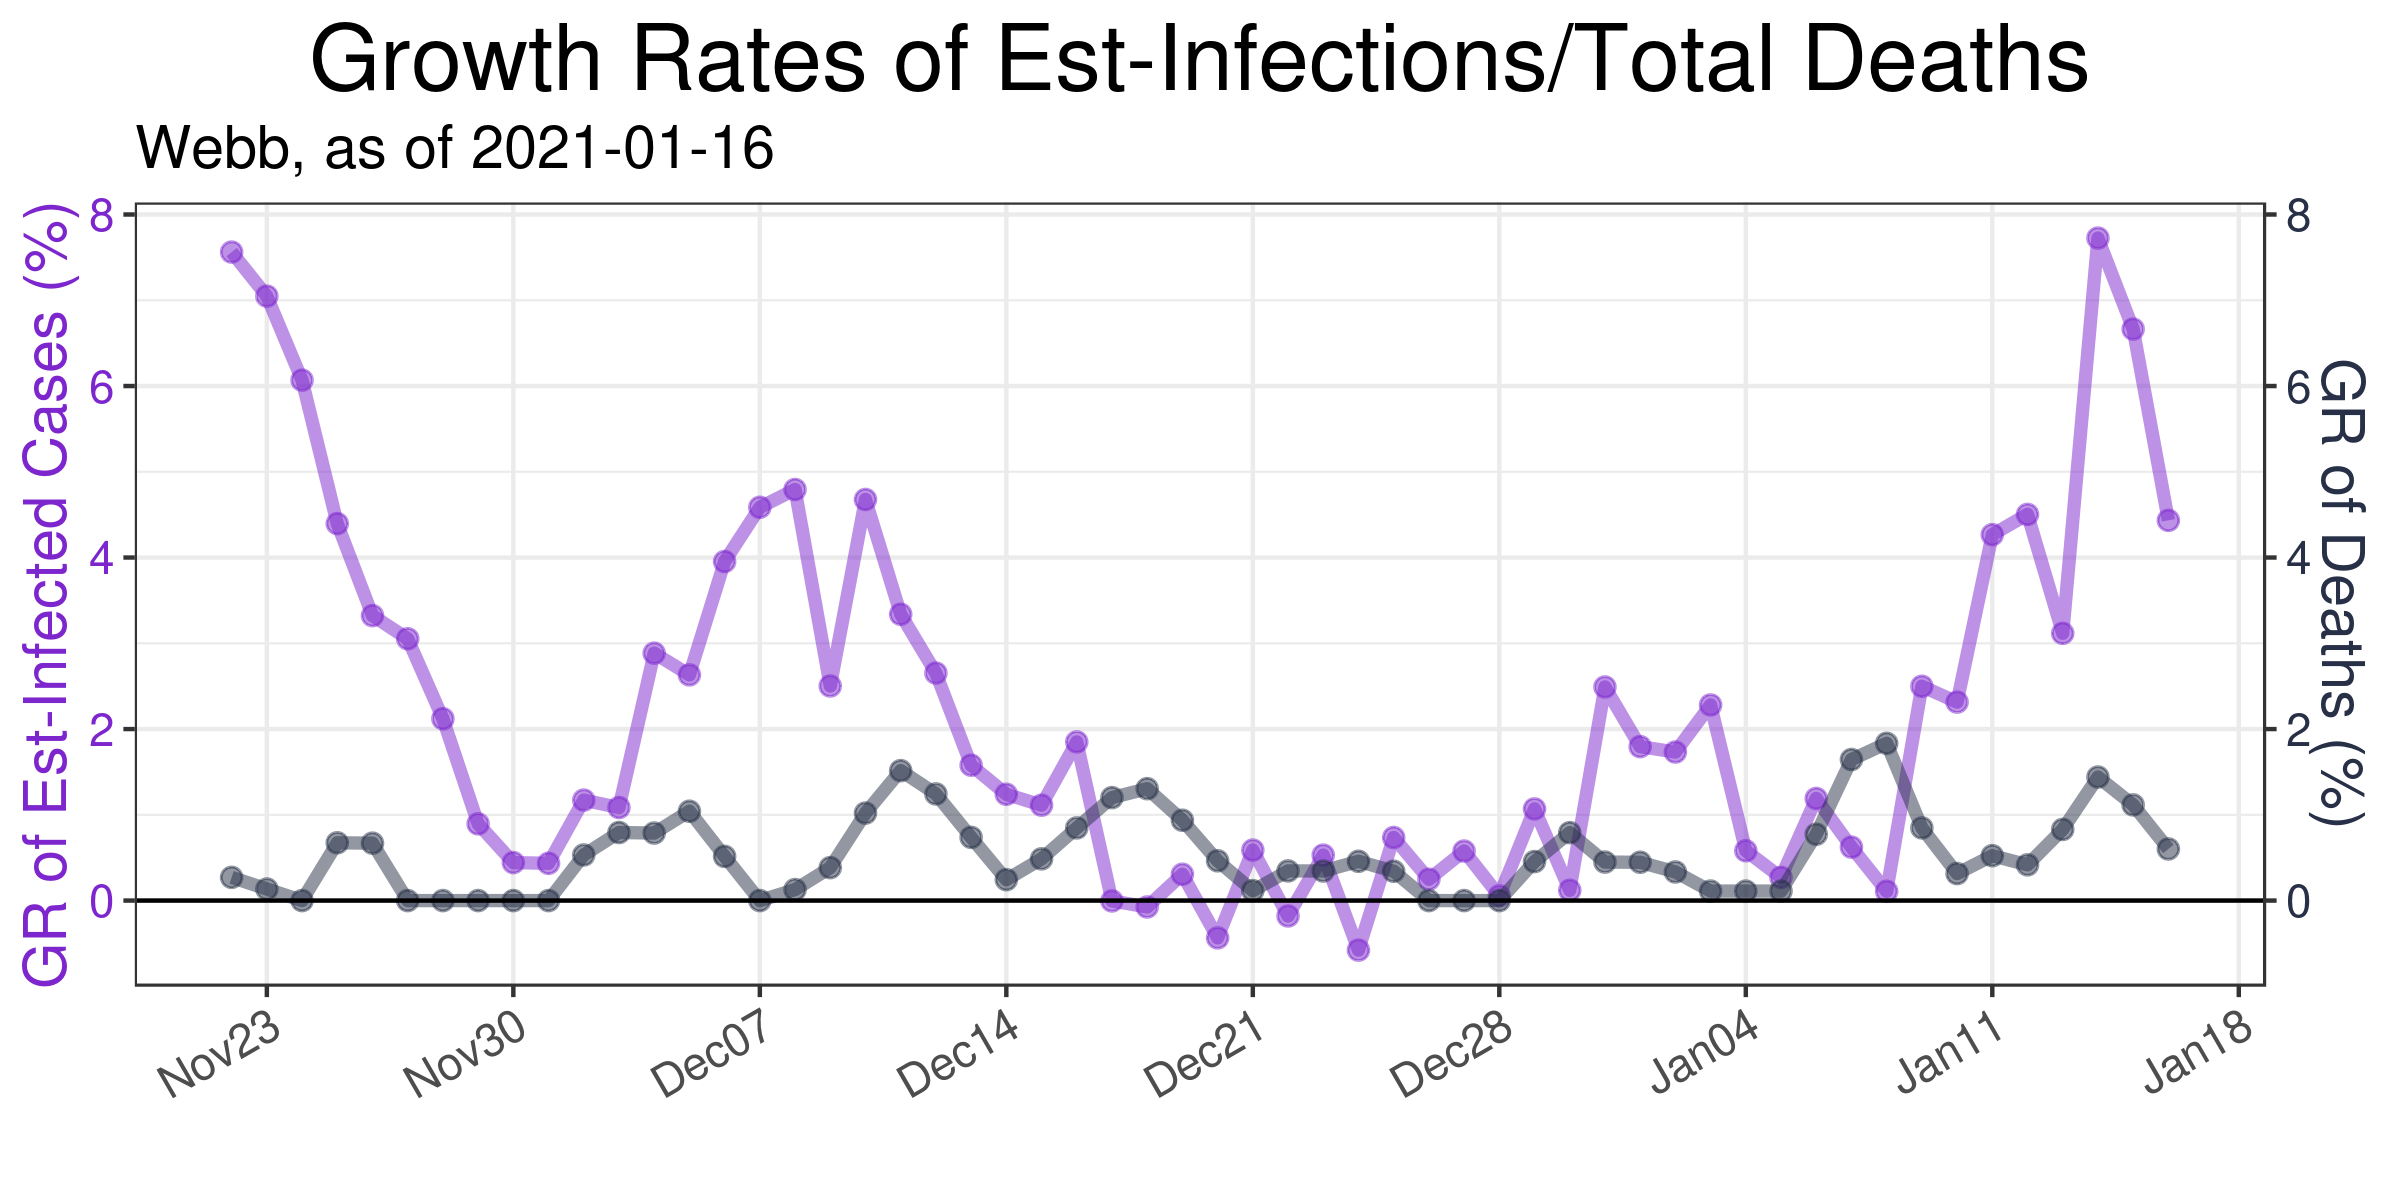 Growth Rates of Est-Infections/Total Deaths
Webb, as of 2021-01-16
GR of Est-Infected Cases (%)
8
6
4
2
0
8
6
4
2
0
GR of Deaths (%)
Nov23
Nov30
Dec07
Dec14
Dec21
Dec28
Jan04
Jan11
Jan18